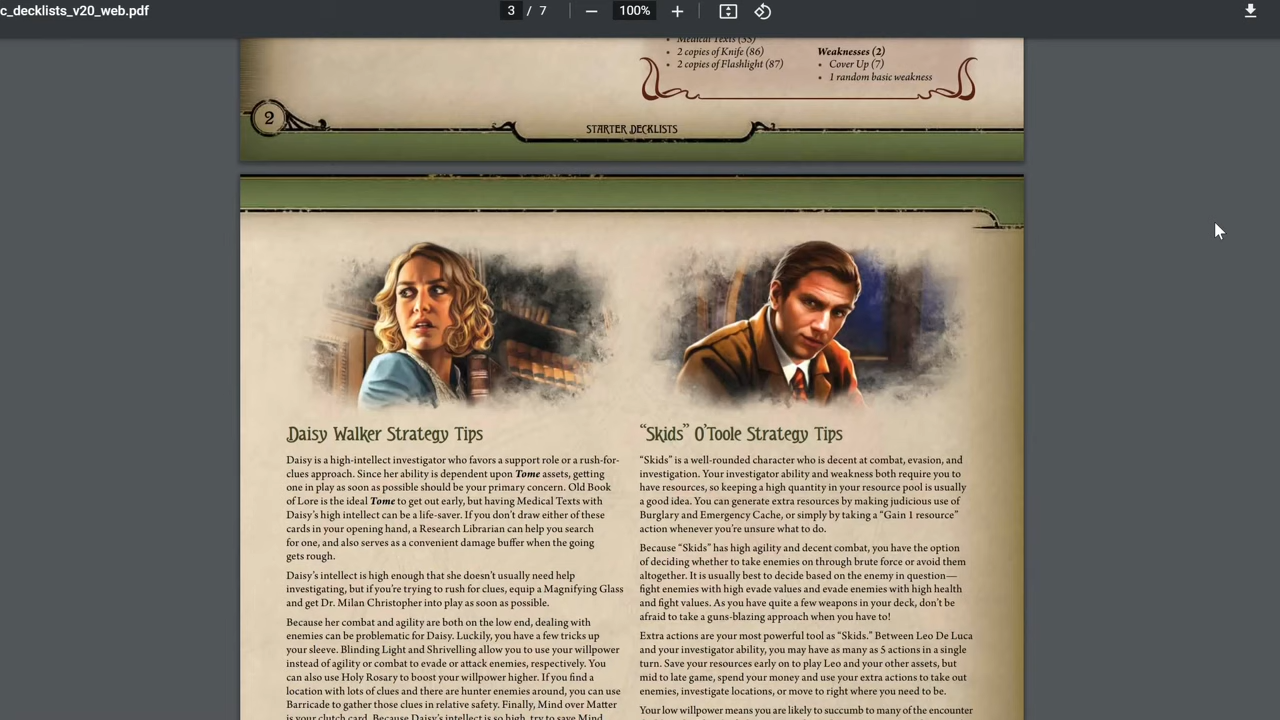 c_decklists_v20_web.pdf
3 / 7
100%
Medical Texts (35)
• 2 copies of Knife (86)
• 2 copies of Flashlight (87)
Weaknesses (2)
• Cover Up (7)
• 1 random basic weakness
2
STARTER DECKLISTS
Daisy Walker Strategy Tips
Daisy is a high-intellect investigator who favors a support role or a rush-for-
clues approach. Since her ability is dependent upon Tome assets, getting
one in play as soon as possible should be your primary concern. Old Book
of Lore is the ideal Tome to get out early, but having Medical Texts with
Daisy’s high intellect can be a life-saver. If you don’t draw either of these
cards in your opening hand, a Research Librarian can help you search
for one, and also serves as a convenient damage buffer when the going
gets rough.
Daisy’s intellect is high enough that she doesn’t usually need help
investigating, but if you’re trying to rush for clues, equip a Magnifying Glass
and get Dr. Milan Christopher into play as soon as possible.
Because her combat and agility are both on the low end, dealing with
enemies can be problematic for Daisy. Luckily, you have a few tricks up
your sleeve. Blinding Light and Shrivelling allow you to use your willpower
instead of agility or combat to evade or attack enemies, respectively. You
can also use Holy Rosary to boost your willpower higher. If you find a
location with lots of clues and there are hunter enemies around, you can use
Barricade to gather those clues in relative safety. Finally, Mind over Matter
is your clutch card. Because Daisy’s intellect is so high, try to save Mind
“Skids” O’Toole Strategy Tips
“Skids” is a well-rounded character who is decent at combat, evasion, and
investigation. Your investigator ability and weakness both require you to
have resources, so keeping a high quantity in your resource pool is usually
a good idea. You can generate extra resources by making judicious use of
Burglary and Emergency Cache, or simply by taking a “Gain 1 resource”
action whenever you’re unsure what to do.
Because “Skids” has high agility and decent combat, you have the option
of deciding whether to take enemies on through brute force or avoid them
altogether. It is usually best to decide based on the enemy in question—
fight enemies with high evade values and evade enemies with high health
and fight values. As you have quite a few weapons in your deck, don’t be
afraid to take a guns-blazing approach when you have to!
Extra actions are your most powerful tool as “Skids.” Between Leo De Luca
and your investigator ability, you may have as many as 5 actions in a single
turn. Save your resources early on to play Leo and your other assets, but
mid to late game, spend your money and use your extra actions to take out
enemies, investigate locations, or move to right where you need to be.
Your low willpower means you are likely to succumb to many of the encounter